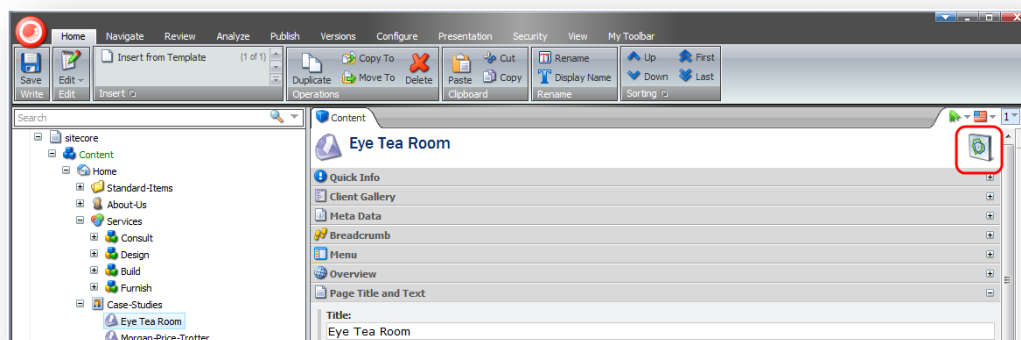 Home Navigate Review Analyze Publish Versions Configure Presentation Security View My Toolbar
Save
Write
Edit
Edit
Insert from Template (1 of 1)
Insert
Duplicate
Copy To
Move To
Delete
Operations
Paste
Cut
Copy
Clipboard
Rename
Display Name
Rename
Up
Down
First
Last
Sorting
Search
sitecore
Content
Home
Standard-Items
About-Us
Services
Consult
Design
Build
Furnish
Case-Studies
Eye Tea Room
Morgan-Price-Trotter
Content
1
Eye Tea Room
Quick Info
Client Gallery
Meta Data
Breadcrumb
Menu
Overview
Page Title and Text
Title:
Eye Tea Room